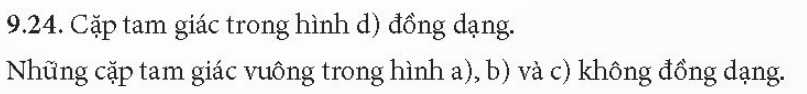 9.24. Cặp tam giác trong hình d) đồng dạng.
Những cặp tam giác vuông trong hình a), b) và c) không đồng dạng.